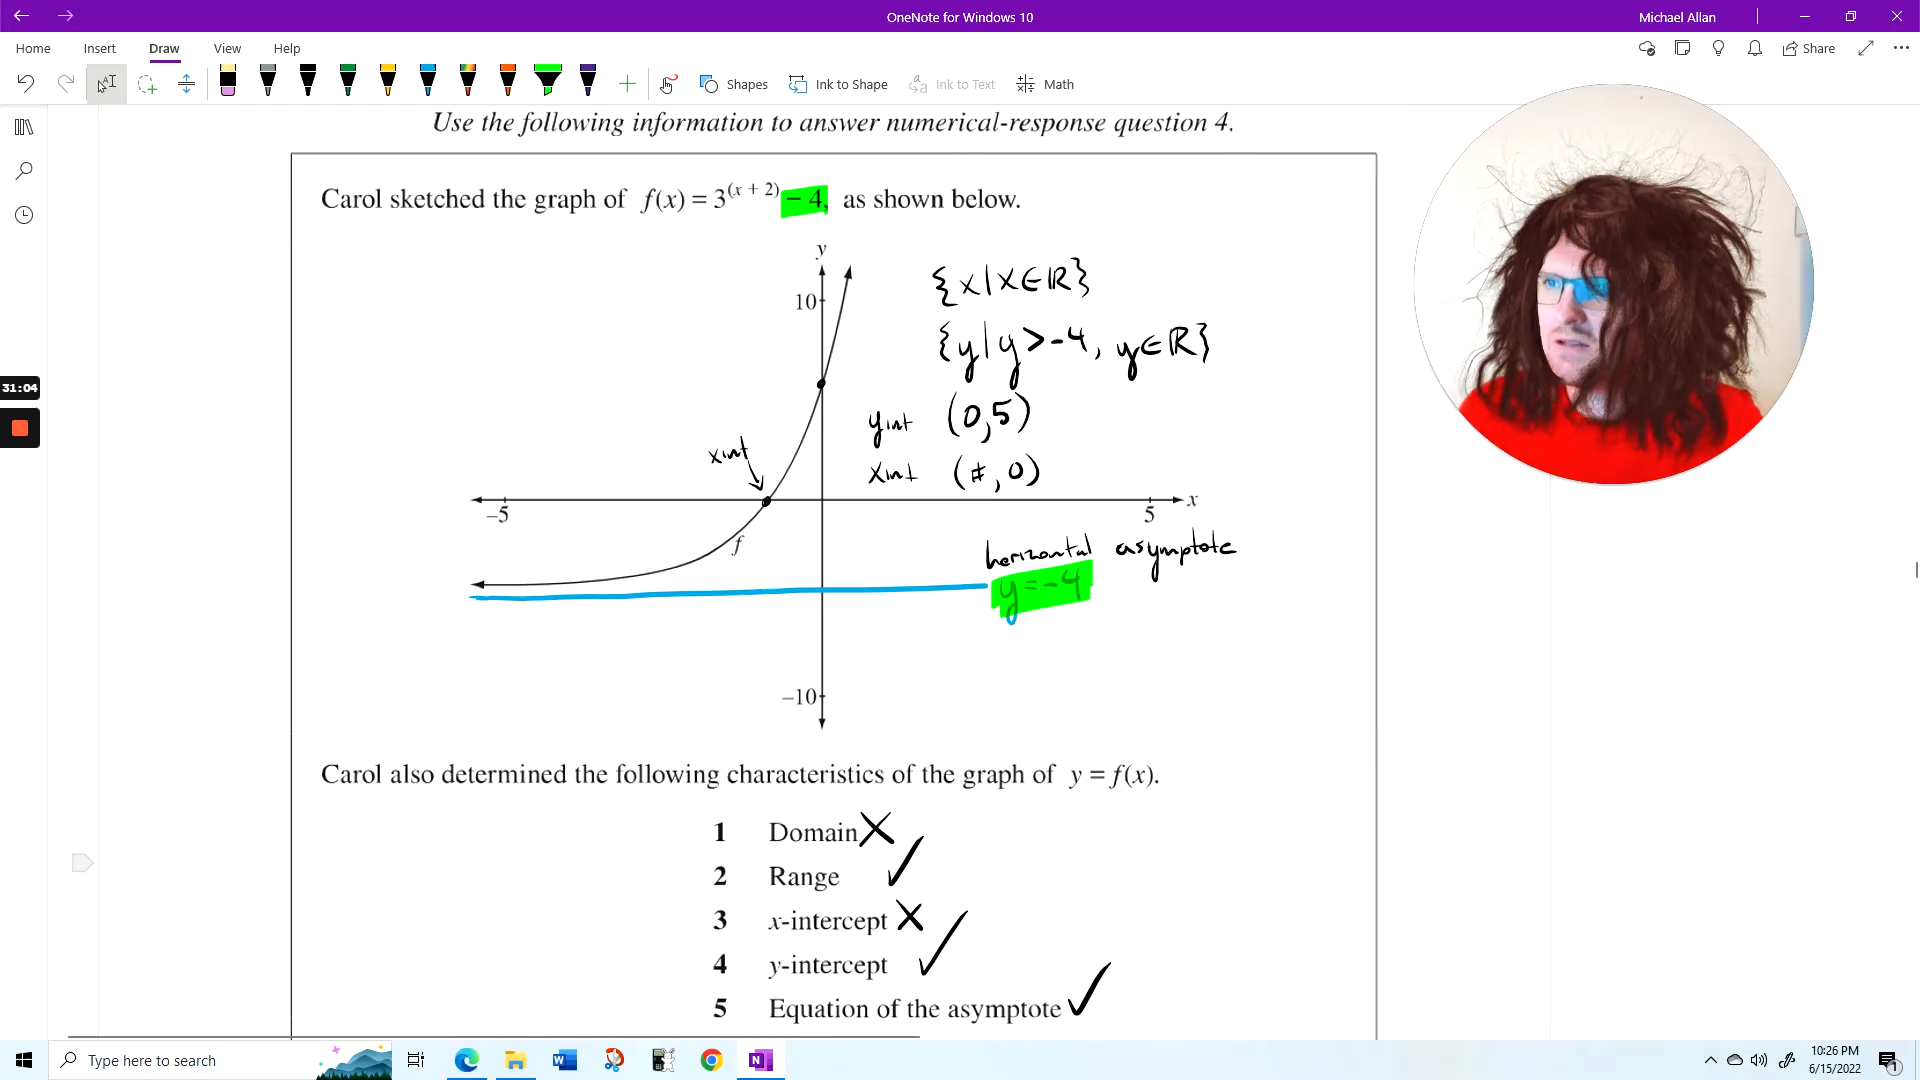 OneNote for Windows 10
Michael Allan
Home Insert Draw View Help
Share
Shapes Ink to Shape Ink to Text Math
Use the following information to answer numerical-response question 4.
Carol sketched the graph of f(x) = 3^(x + 2) − 4, as shown below.
y
10
{x|x∈ℝ}
{y|y>-4, y∈ℝ}
yint (0,5)
xint
xint (#,0)
–5
5
x
f
horizontal asymptote
y=-4
–10
31:04
Carol also determined the following characteristics of the graph of y = f(x).
1 Domain X
2 Range ✓
3 x-intercept X
4 y-intercept ✓
5 Equation of the asymptote ✓
Type here to search
10:26 PM
6/15/2022
1